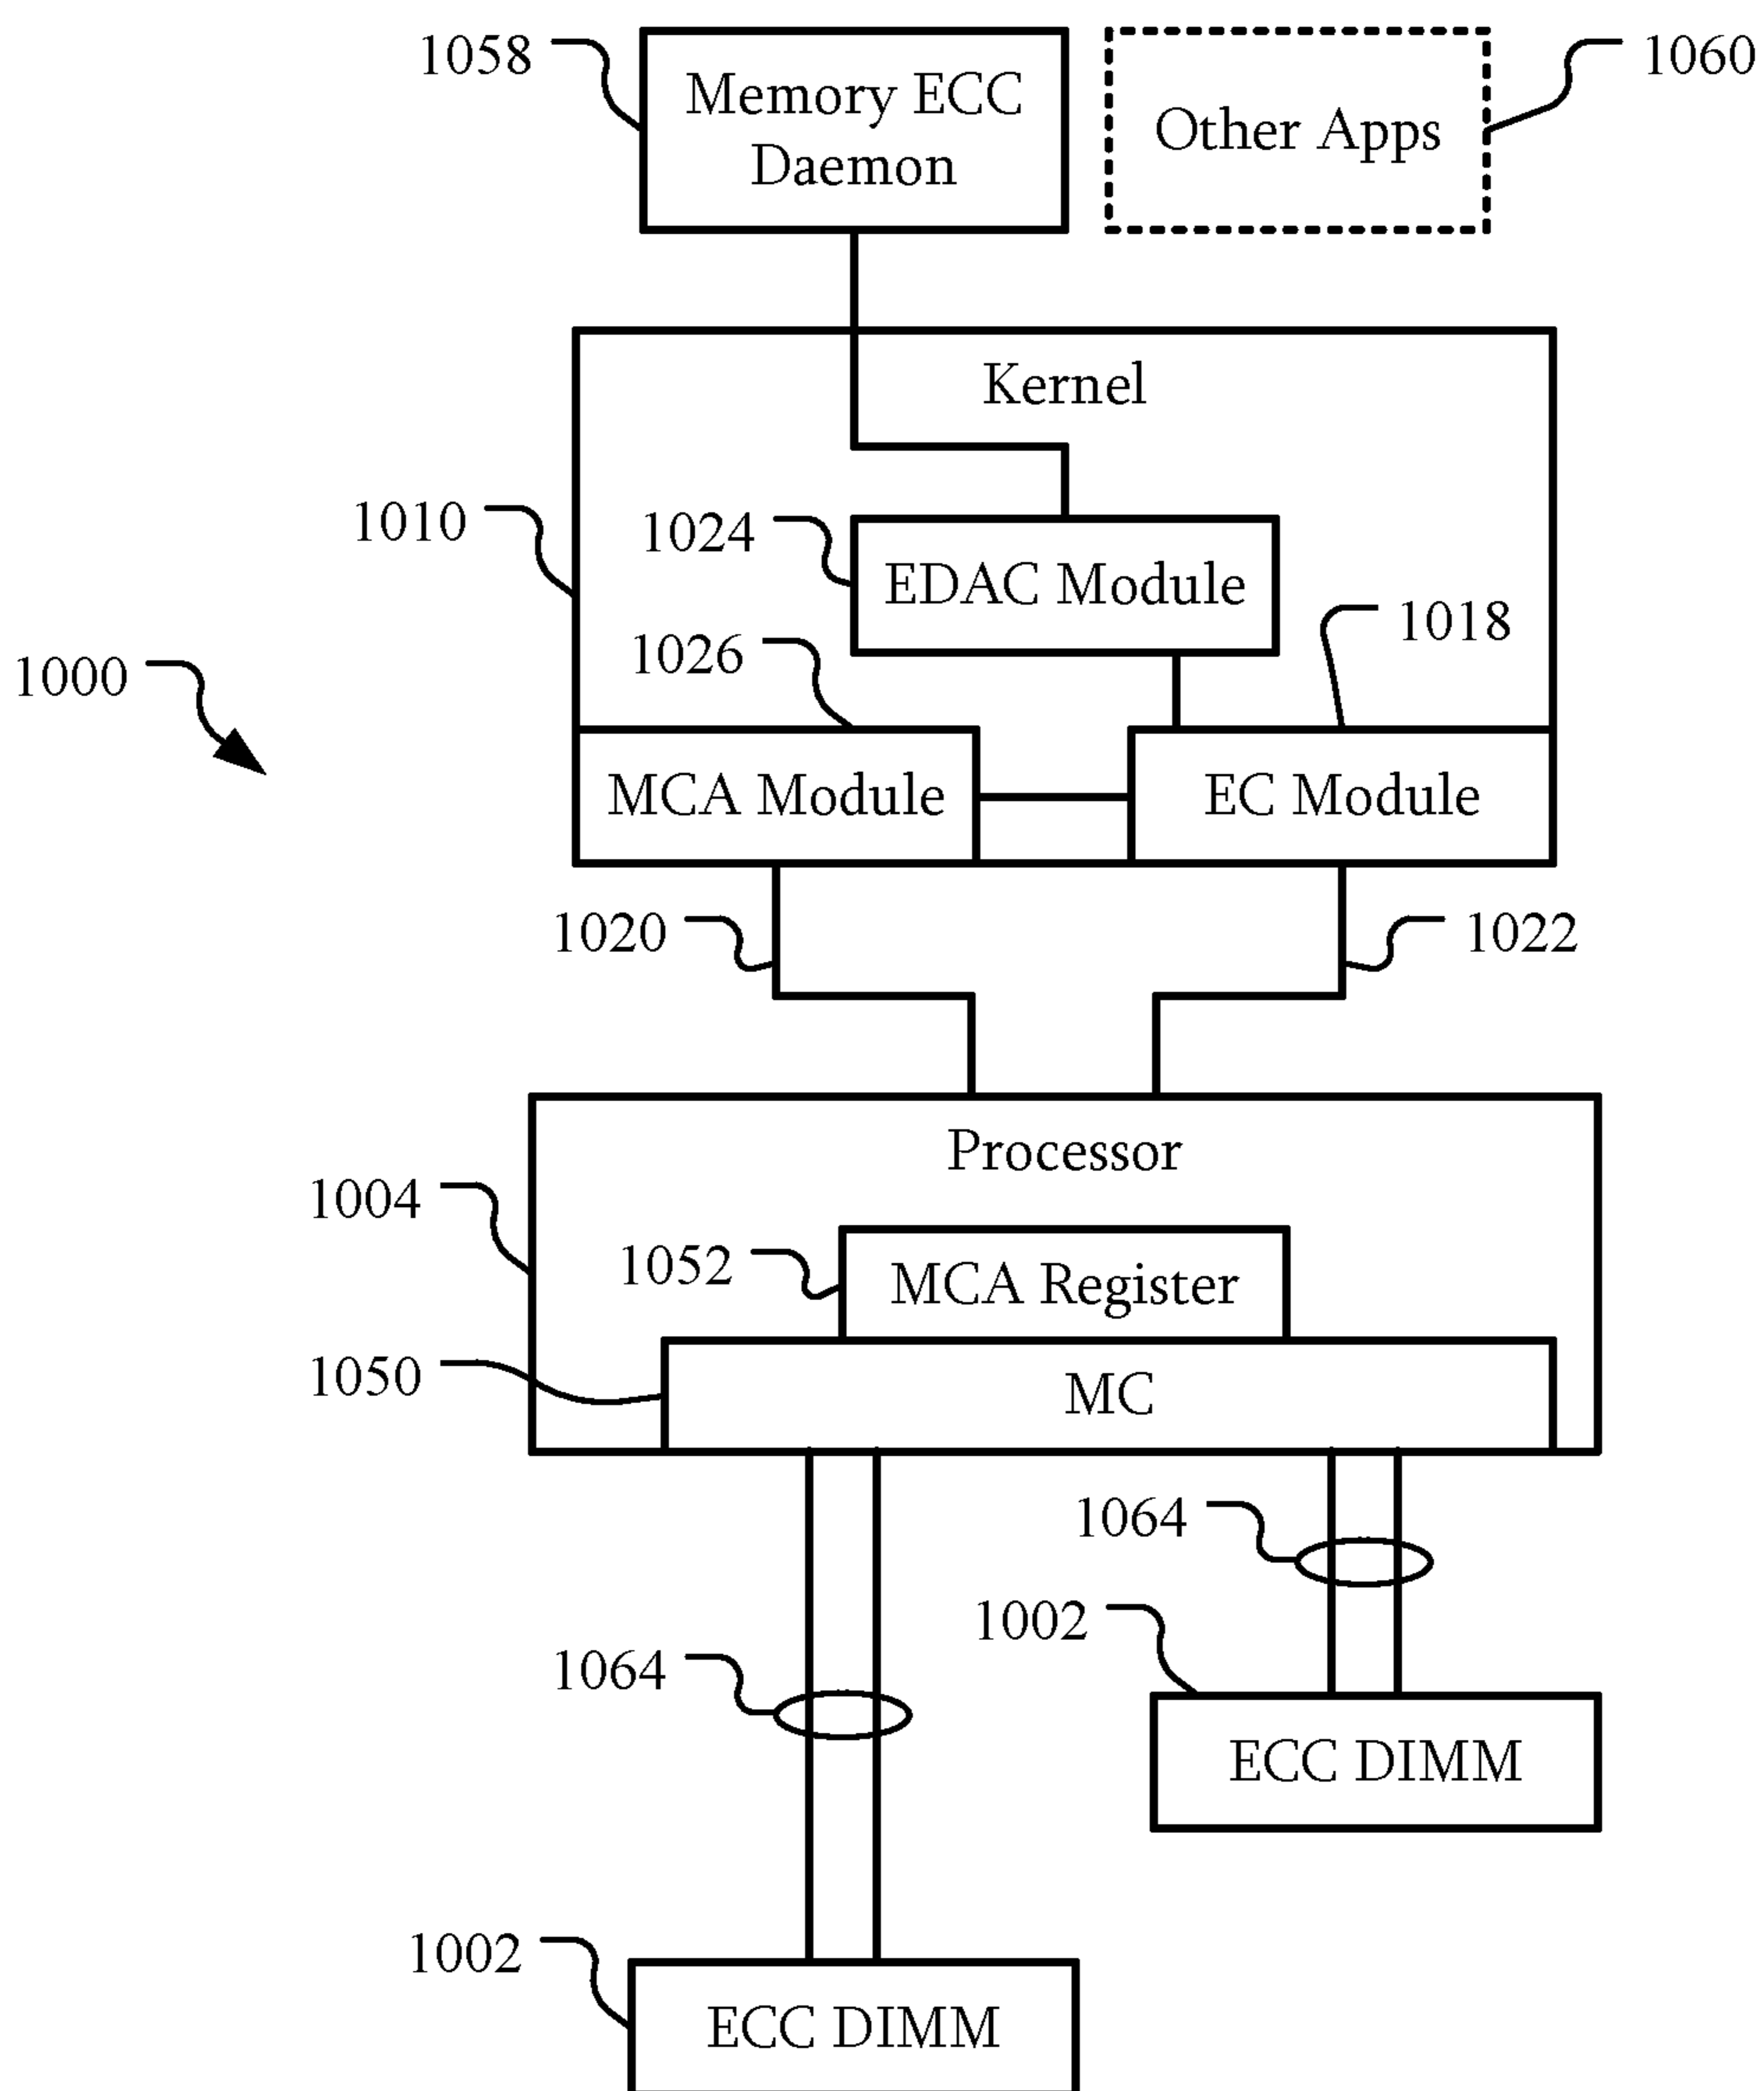 1058
Memory ECC
Daemon
Other Apps
1060
Kernel
1010
1024
EDAC Module
1018
1026
1000
MCA Module
EC Module
1020
1022
Processor
1004
1052
MCA Register
1050
MC
1064
1002
1064
ECC DIMM
1002
ECC DIMM